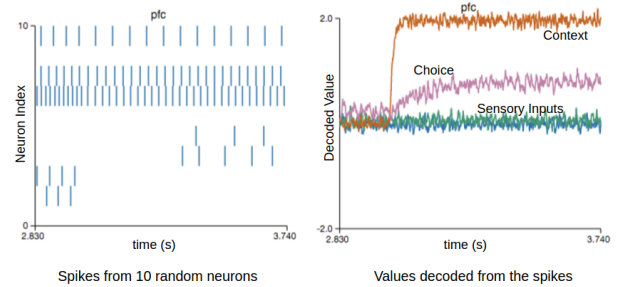 pfc
10
Neuron Index
0
2.830
3.740
time (s)
Spikes from 10 random neurons
pfc
2.0
Context
Choice
Sensory Inputs
Decoded Value
-2.0
2.830
3.740
time (s)
Values decoded from the spikes